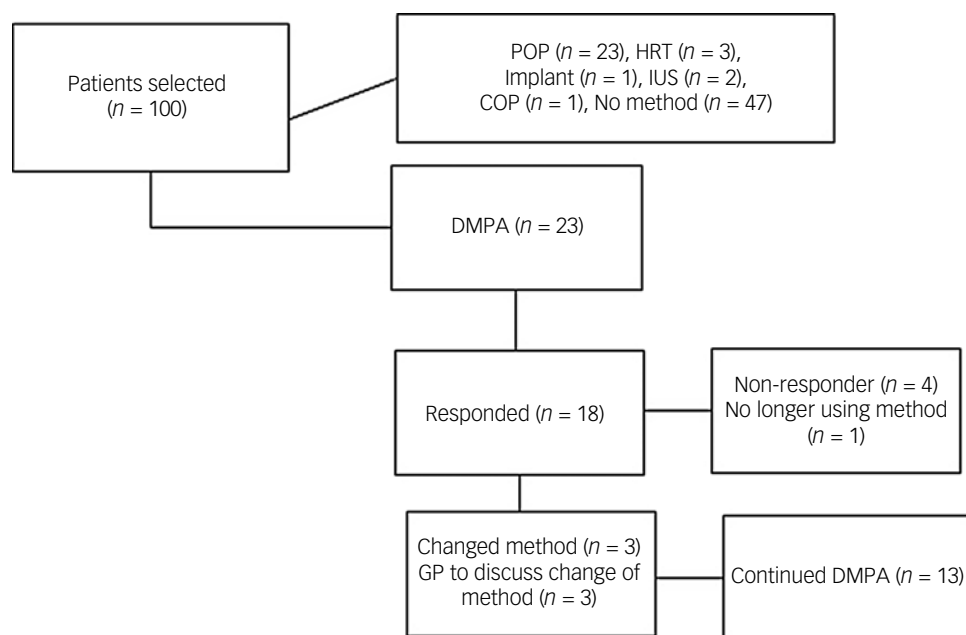 Patients selected
(n = 100)
POP (n = 23), HRT (n = 3),
Implant (n = 1), IUS (n = 2),
COP (n = 1), No method (n = 47)
DMPA (n = 23)
Responded (n = 18)
Non-responder (n = 4)
No longer using method
(n = 1)
Changed method (n = 3)
GP to discuss change of
method (n = 3)
Continued DMPA (n = 13)